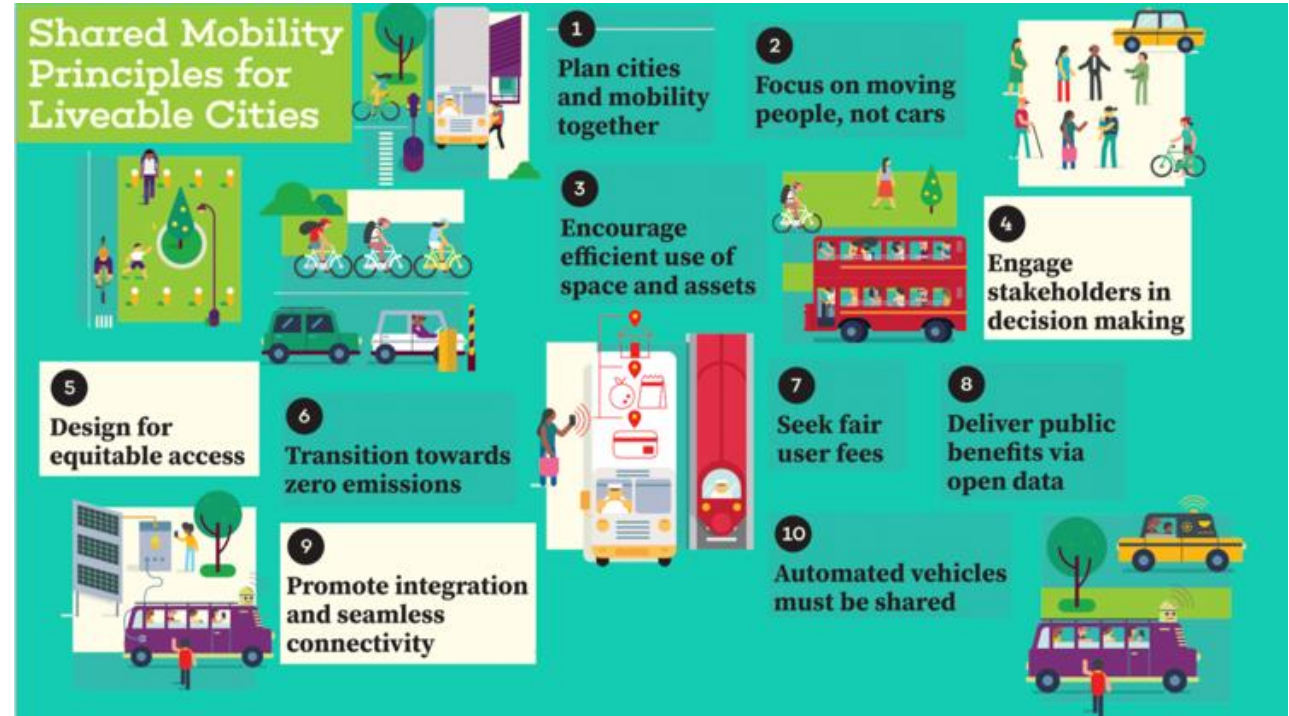 Shared Mobility
Principles for
Liveable Cities
1
Plan cities
and mobility
together
2
Focus on moving
people, not cars
3
Encourage
efficient use of
space and assets
4
Engage
stakeholders in
decision making
5
Design for
equitable access
6
Transition towards
zero emissions
7
Seek fair
user fees
8
Deliver public
benefits via
open data
9
Promote integration
and seamless
connectivity
10
Automated vehicles
must be shared